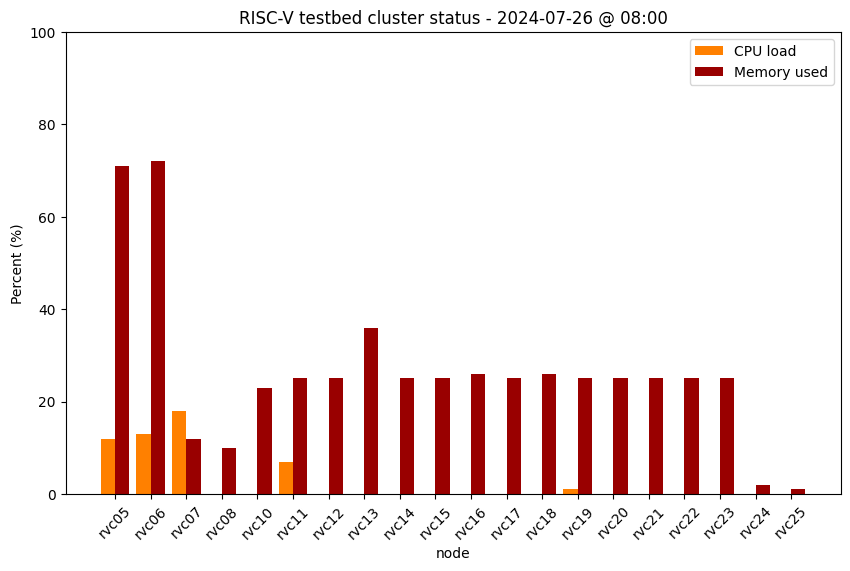 RISC-V testbed cluster status - 2024-07-26 @ 08:00
CPU load
Memory used
Percent (%)
100
80
60
40
20
0
rvc05
rvc06
rvc07
rvc08
rvc10
rvc11
rvc12
rvc13
rvc14
rvc15
rvc16
rvc17
rvc18
rvc19
rvc20
rvc21
rvc22
rvc23
rvc24
rvc25
node